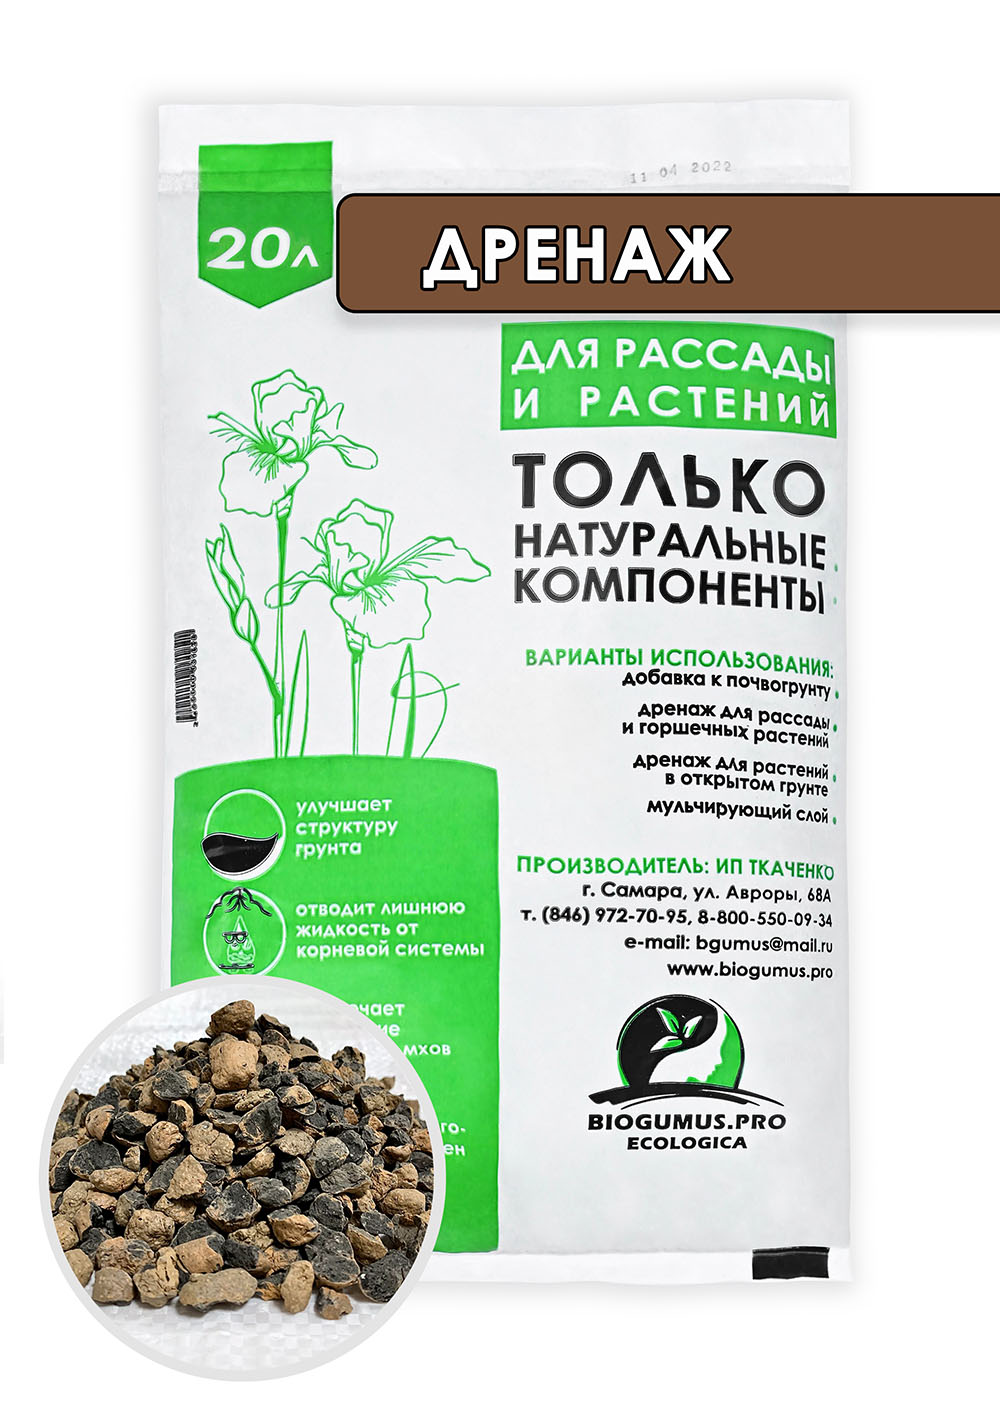 11 04 2022
20л
ДРЕНАЖ
ДЛЯ РАССАДЫ
И РАСТЕНИЙ
ТОЛЬКО
НАТУРАЛЬНЫЕ
КОМПОНЕНТЫ
ВАРИАНТЫ ИСПОЛЬЗОВАНИЯ:
добавка к почвогрунту
дренаж для рассады
и горшечных растений
дренаж для растений
в открытом грунте
мульчирующий слой
улучшает
структуру
грунта
отводит лишнюю
жидкость от
корневой системы
мхов
ПРОИЗВОДИТЕЛЬ: ИП ТКАЧЕНКО
г. Самара, ул. Авроры, 68А
т. (846) 972-70-95, 8-800-550-09-34
e-mail: bgumus@mail.ru
www.biogumus.pro
BIOGUMUS.PRO
ECOLOGICA